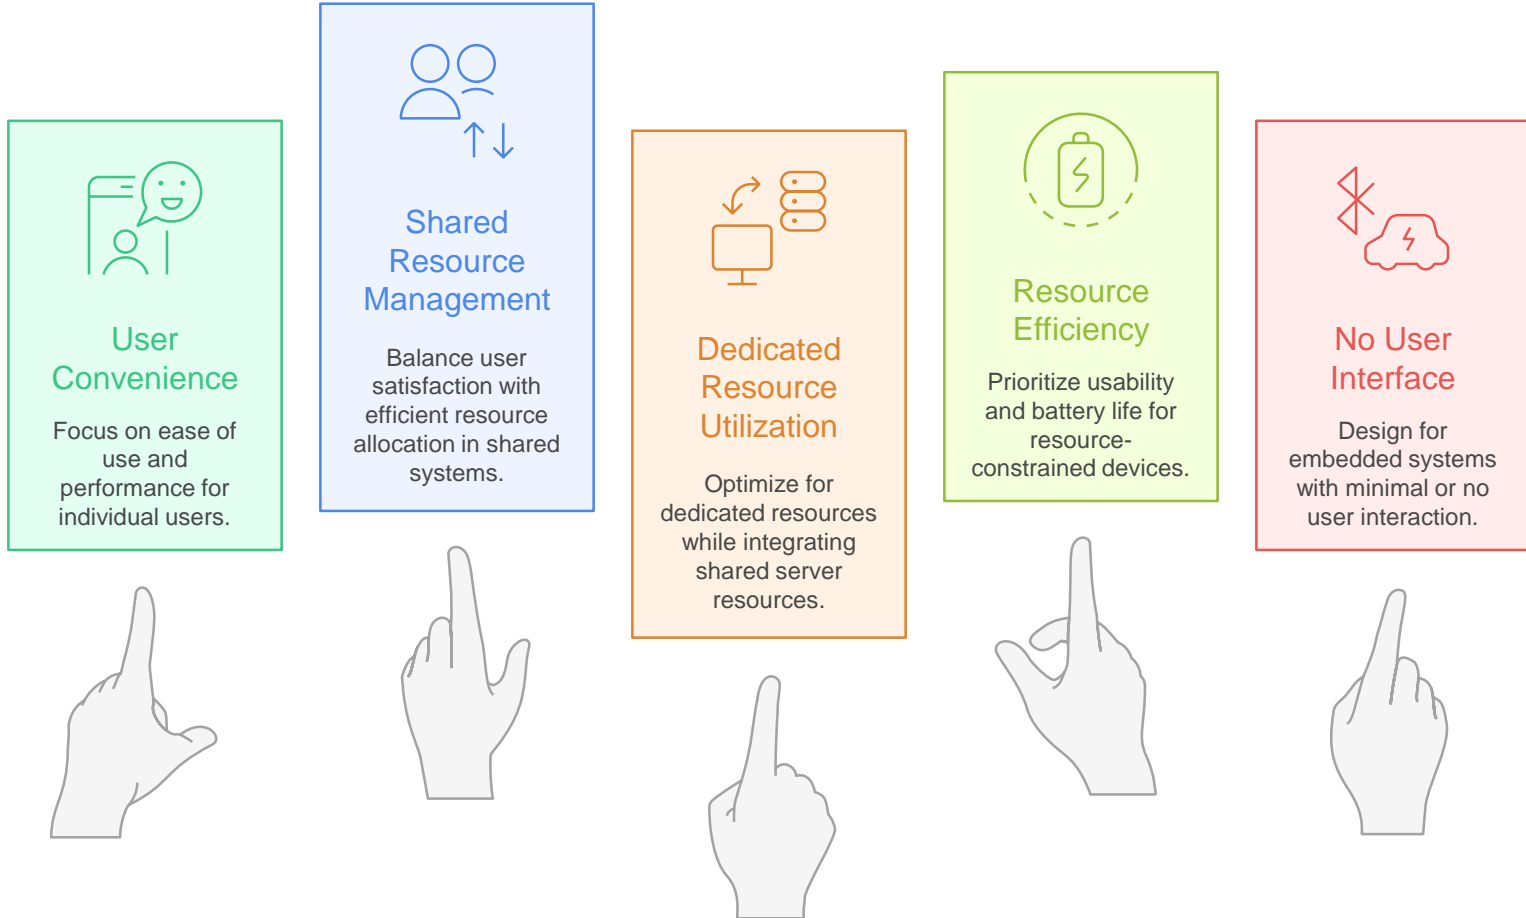 User
Convenience
Focus on ease of
use and
performance for
individual users.
Shared
Resource
Management
Balance user
satisfaction with
efficient resource
allocation in shared
systems.
Dedicated
Resource
Utilization
Optimize for
dedicated resources
while integrating
shared server
resources.
Resource
Efficiency
Prioritize usability
and battery life for
resource-
constrained devices.
No User
Interface
Design for
embedded systems
with minimal or no
user interaction.